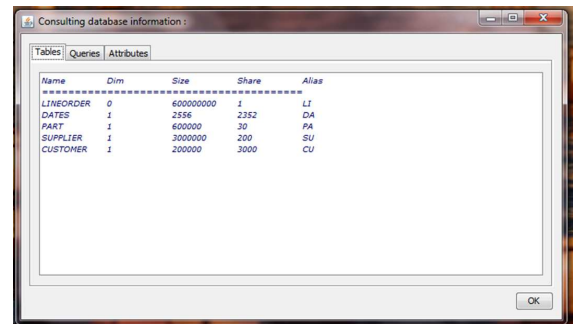 Consulting database information :
Tables Queries Attributes
Name Dim Size Share Alias
========================================
LINEORDER 0 600000000 1 LI
DATES 1 2556 2352 DA
PART 1 600000 30 PA
SUPPLIER 1 3000000 200 SU
CUSTOMER 1 200000 3000 CU
OK